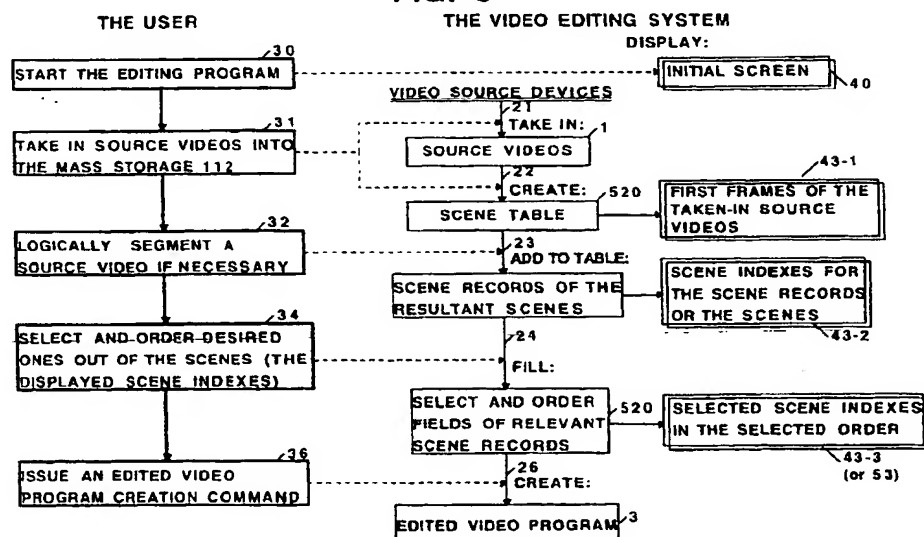 THE USER
THE VIDEO EDITING SYSTEM
DISPLAY:
30
START THE EDITING PROGRAM
INITIAL SCREEN
40
VIDEO SOURCE DEVICES
21
TAKE IN:
1
SOURCE VIDEOS
31
TAKE IN SOURCE VIDEOS INTO
THE MASS STORAGE 112
22
CREATE:
520
SCENE TABLE
43-1
FIRST FRAMES OF THE
TAKEN-IN SOURCE
VIDEOS
32
LOGICALLY SEGMENT A
SOURCE VIDEO IF NECESSARY
23
ADD TO TABLE:
SCENE RECORDS OF THE
RESULTANT SCENES
SCENE INDEXES FOR
THE SCENE RECORDS
OR THE SCENES
43-2
34
SELECT AND ORDER DESIRED
ONES OUT OF THE SCENES (THE
DISPLAYED SCENE INDEXES)
24
FILL:
SELECT AND ORDER
FIELDS OF RELEVANT
SCENE RECORDS
520
SELECTED SCENE INDEXES
IN THE SELECTED ORDER
43-3
(or 53)
36
ISSUE AN EDITED VIDEO
PROGRAM CREATION COMMAND
26
CREATE:
EDITED VIDEO PROGRAM
3